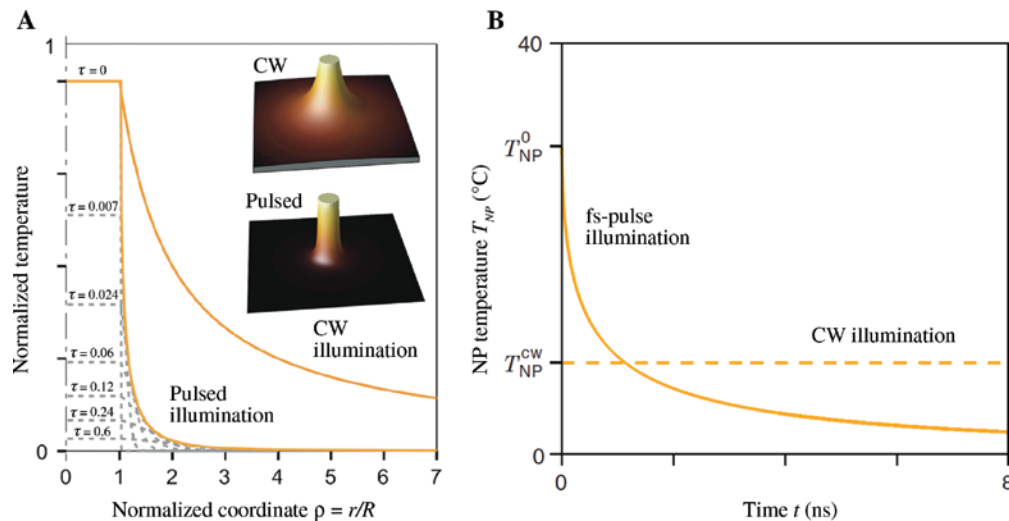 A
1
τ = 0
CW
Pulsed
τ = 0.007
τ = 0.024
τ = 0.06
τ = 0.12
τ = 0.24
τ = 0.6
CW
illumination
Pulsed
illumination
Normalized temperature
0
0 1 2 3 4 5 6 7
Normalized coordinate ρ = r/R
B
40
T⁰NP
fs-pulse
illumination
CW illumination
TᶜʷNP
NP temperature TNP (°C)
0
0 8
Time t (ns)